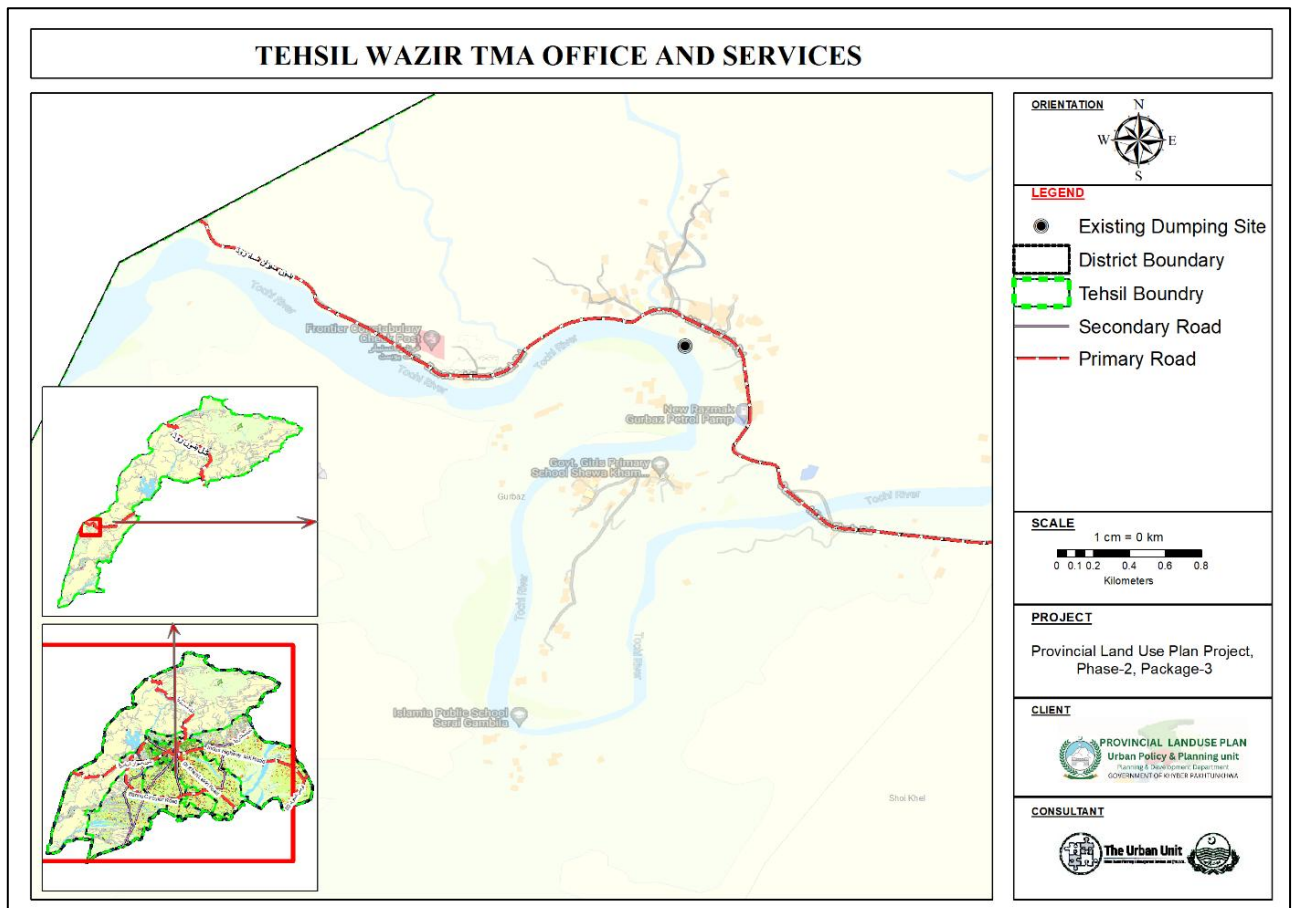 TEHSIL WAZIR TMA OFFICE AND SERVICES
Tochi River
Frontier Constabulary
Check Post
Tochi River
Tochi River
New Razmak
Gurbaz Petrol Pamp
Govt. Girls Primary
School Shewa Kham...
Gurbaz
Tochi River
Tochi River
Tochi River
Islamia Public School
Serai Gambila
Shoi Khel
ORIENTATION
N
W
E
S
LEGEND
Existing Dumping Site
District Boundary
Tehsil Boundry
Secondary Road
Primary Road
SCALE
1 cm = 0 km
0 0.1 0.2 0.4 0.6 0.8
Kilometers
PROJECT
Provincial Land Use Plan Project,
Phase-2, Package-3
CLIENT
PROVINCIAL LANDUSE PLAN
Urban Policy & Planning unit
Planning & Development Department
GOVERNMENT OF KHYBER PAKHTUNKHWA
CONSULTANT
The Urban Unit